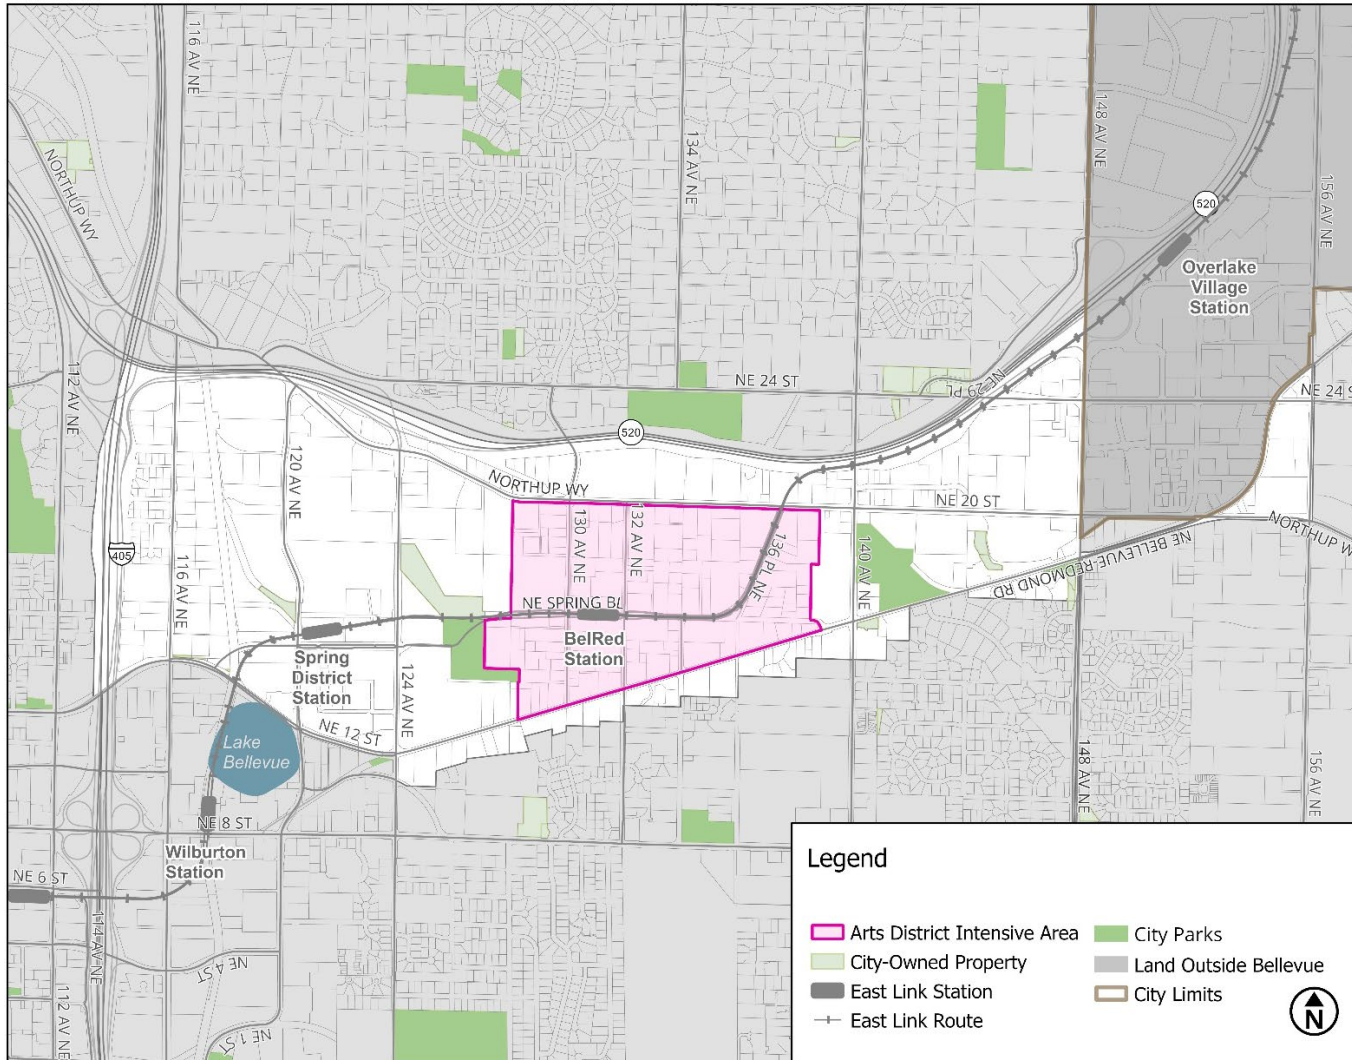 116 AV NE
148 AV NE
134 AV NE
156 AV NE
NORTHUP WY
520
Overlake
Village
Station
112 AV NE
NE 24 ST
NE 29 PL
NE 24 S
520
120 AV NE
NORTHUP WY
NE 20 ST
130 AV NE
132 AV NE
136 PL NE
140 AV NE
NORTHUP W
NE BELLEVUE-REDMOND RD
405
116 AV NE
NE SPRING BL
BelRed
Station
Spring
District
Station
124 AV NE
NE 12 ST
Lake
Bellevue
148 AV NE
156 AV NE
NE 8 ST
Wilburton
Station
NE 6 ST
114 AV NE
NE 4 ST
112 AV NE
NE 1 ST
Legend
Arts District Intensive Area
City-Owned Property
East Link Station
East Link Route
City Parks
Land Outside Bellevue
City Limits
N